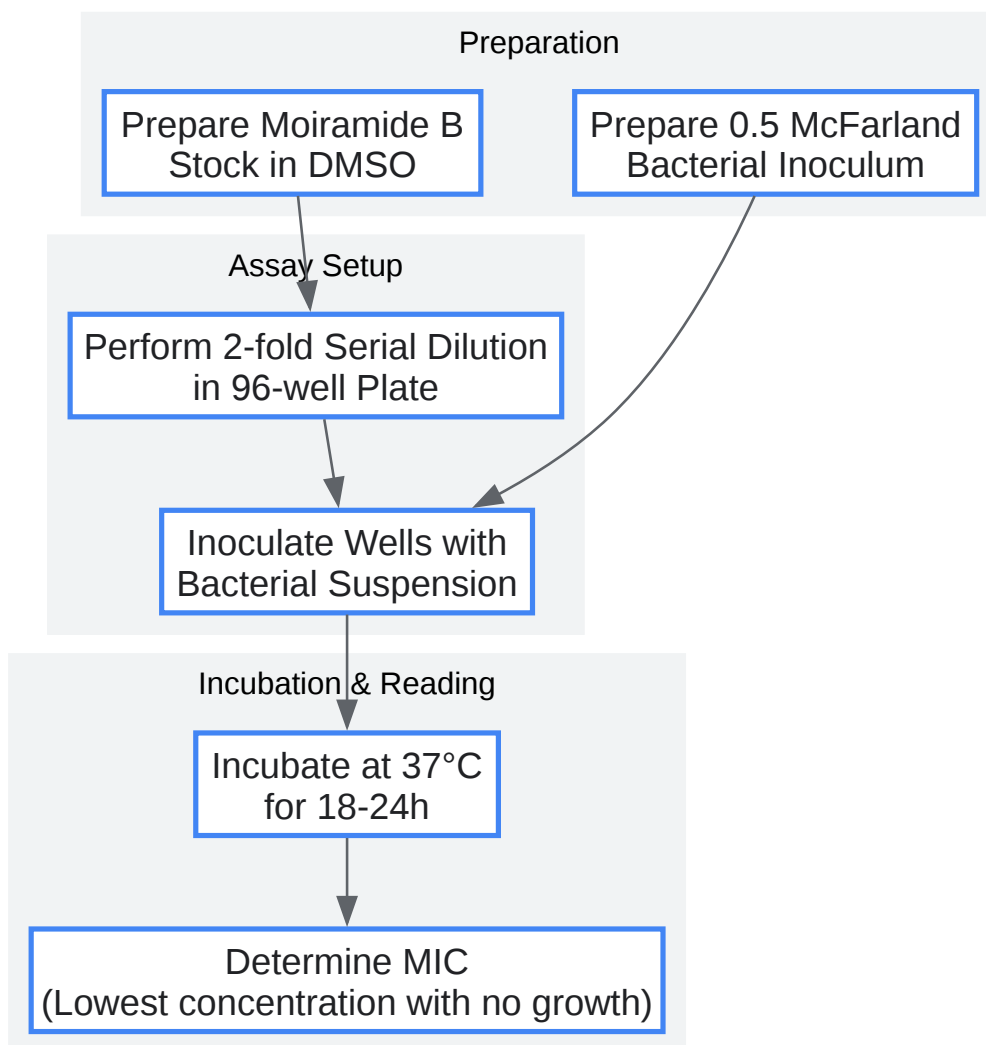 Preparation
Prepare Moiramide B
Stock in DMSO
Prepare 0.5 McFarland
Bacterial Inoculum
Assay Setup
Perform 2-fold Serial Dilution
in 96-well Plate
Inoculate Wells with
Bacterial Suspension
Incubation & Reading
Incubate at 37°C
for 18-24h
Determine MIC
(Lowest concentration with no growth)